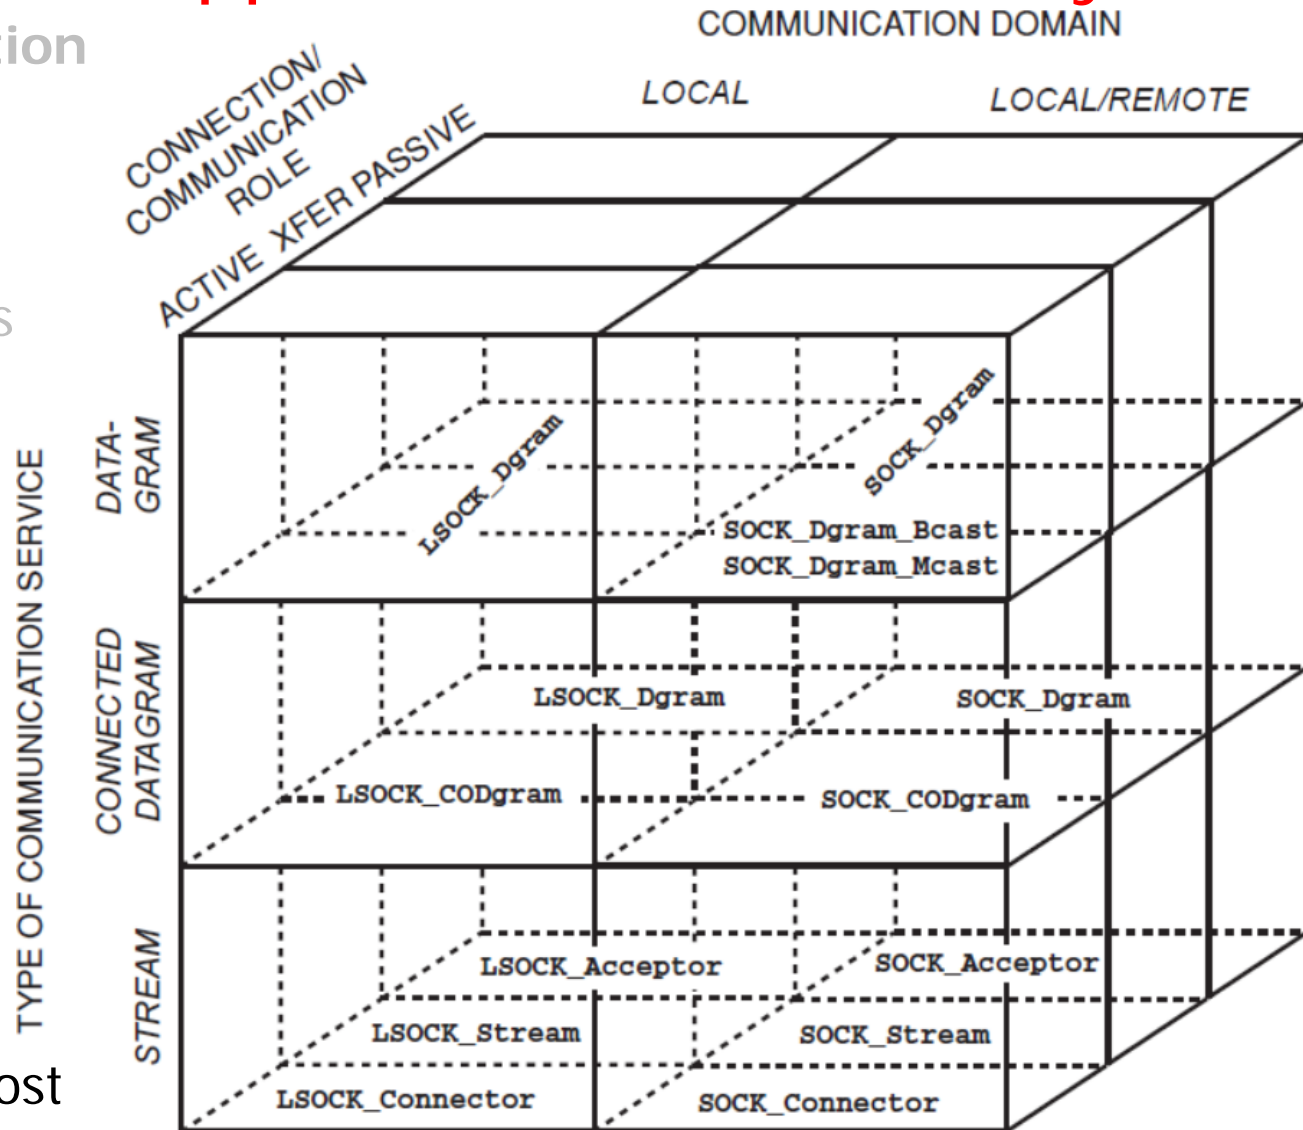 COMMUNICATION DOMAIN
tion
LOCAL
LOCAL/REMOTE
CONNECTION/
COMMUNICATION
ROLE
ACTIVE XFER PASSIVE
s
TYPE OF COMMUNICATION SERVICE
DATA-
GRAM
LSOCK_Dgram
SOCK_Dgram
SOCK_Dgram_Bcast
SOCK_Dgram_Mcast
CONNECTED
DATAGRAM
LSOCK_Dgram
SOCK_Dgram
LSOCK_CODgram
SOCK_CODgram
STREAM
LSOCK_Acceptor
SOCK_Acceptor
LSOCK_Stream
SOCK_Stream
ost
LSOCK_Connector
SOCK_Connector